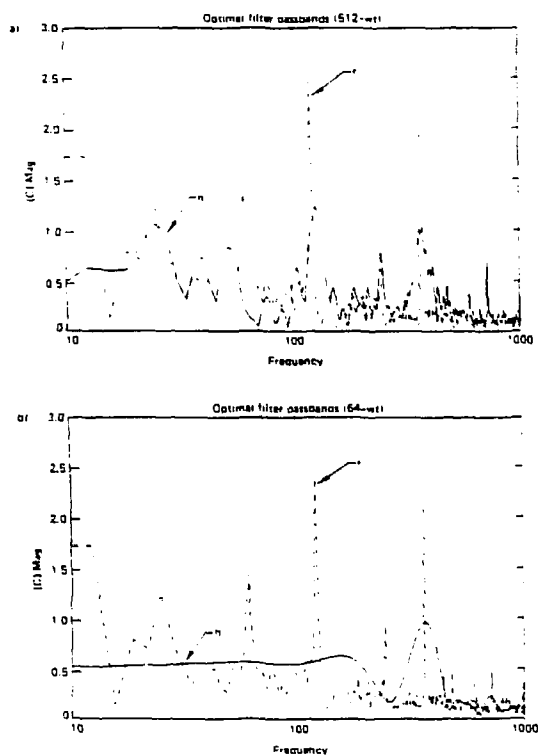 a)
Optimal filter passbands (512-wt)
3.0
2.5
2.0
1.5
1.0
0.5
0
(C) Mag
h
r
10
100
1000
Frequency
b)
Optimal filter passbands (64-wt)
3.0
2.5
2.0
1.5
1.0
0.5
0
(C) Mag
h
r
10
100
1000
Frequency